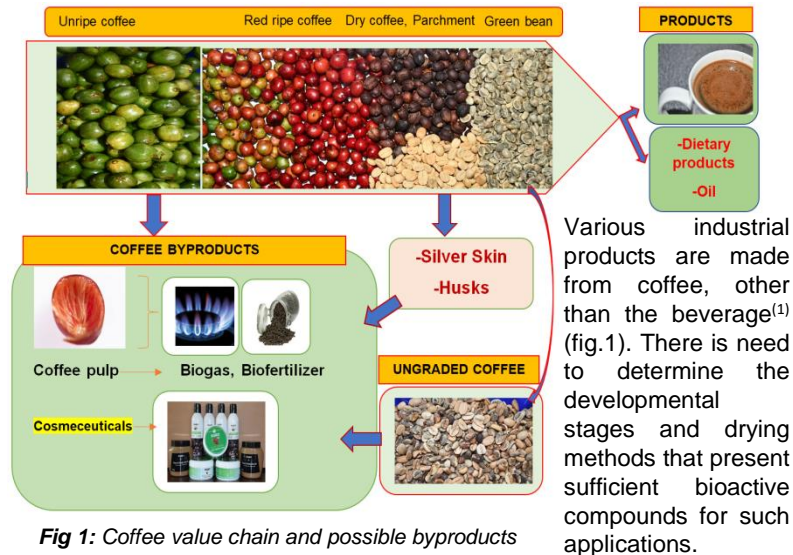 Unripe coffee
Red ripe coffee
Dry coffee, Parchment
Green bean
PRODUCTS
-Dietary
products
-Oil
COFFEE BYPRODUCTS
-Silver Skin
-Husks
Coffee pulp
Biogas, Biofertilizer
Cosmeceuticals
UNGRADED COFFEE
Fig 1: Coffee value chain and possible byproducts
Various industrial
products are made
from coffee, other
than the beverage⁽¹⁾
(fig.1). There is need
to determine the
developmental
stages and drying
methods that present
sufficient bioactive
compounds for such
applications.